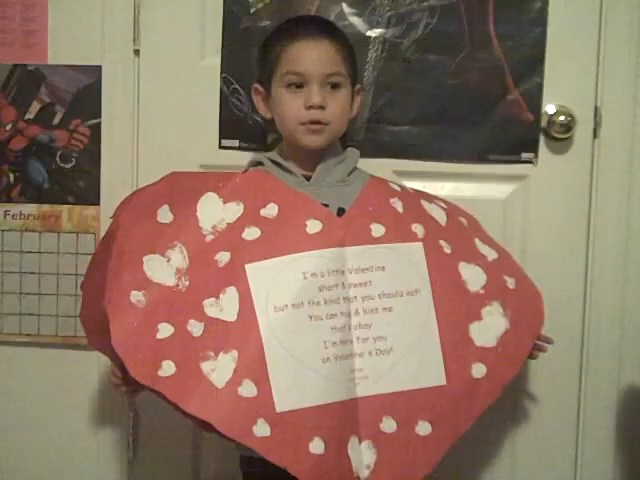 February
I'm a little Valentine
short & sweet
but not the kind that you should eat!
You can hug & kiss me
that's okay
I'm here for you
on Valentine's Day!